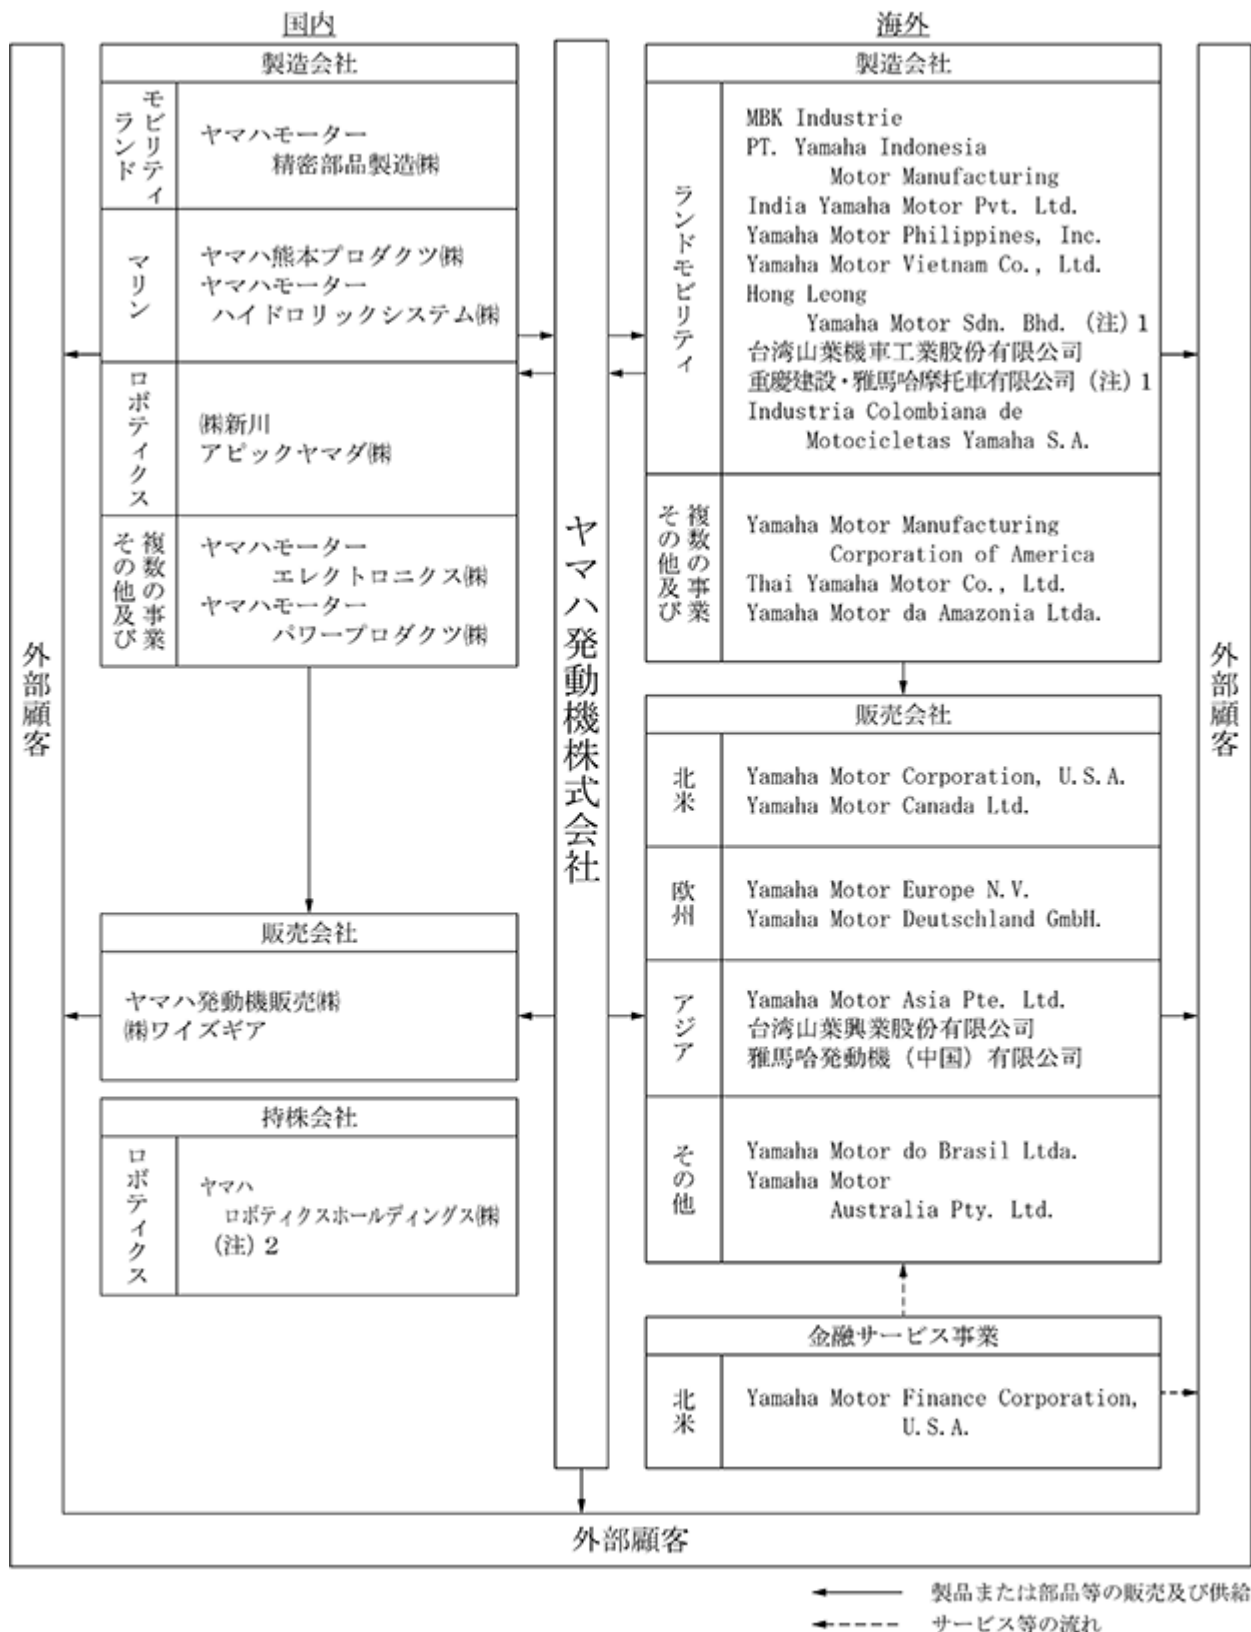 国内
製造会社
ランド
モビリティ
ヤマハモーター
精密部品製造㈱
マリン
ヤマハ熊本プロダクツ㈱
ヤマハモーター
ハイドロリックシステム㈱
ロボティクス
㈱新川
アピックヤマダ㈱
その他及び
複数の事業
ヤマハモーター
エレクトロニクス㈱
ヤマハモーター
パワープロダクツ㈱
販売会社
ヤマハ発動機販売㈱
㈱ワイズギア
持株会社
ロボティクス
ヤマハ
ロボティクスホールディングス㈱
(注) 2
外部顧客
ヤマハ発動機株式会社
海外
製造会社
ランドモビリティ
MBK Industrie
PT. Yamaha Indonesia
Motor Manufacturing
India Yamaha Motor Pvt. Ltd.
Yamaha Motor Philippines, Inc.
Yamaha Motor Vietnam Co., Ltd.
Hong Leong
Yamaha Motor Sdn. Bhd. (注) 1
台湾山葉機車工業股份有限公司
重慶建設・雅馬哈摩托車有限公司 (注) 1
Industria Colombiana de
Motocicletas Yamaha S.A.
その他及び
複数の事業
Yamaha Motor Manufacturing
Corporation of America
Thai Yamaha Motor Co., Ltd.
Yamaha Motor da Amazonia Ltda.
販売会社
北米
Yamaha Motor Corporation, U.S.A.
Yamaha Motor Canada Ltd.
欧州
Yamaha Motor Europe N.V.
Yamaha Motor Deutschland GmbH.
アジア
Yamaha Motor Asia Pte. Ltd.
台湾山葉興業股份有限公司
雅馬哈発動機（中国）有限公司
その他
Yamaha Motor do Brasil Ltda.
Yamaha Motor
Australia Pty. Ltd.
金融サービス事業
北米
Yamaha Motor Finance Corporation,
U.S.A.
外部顧客
外部顧客
製品または部品等の販売及び供給
サービス等の流れ